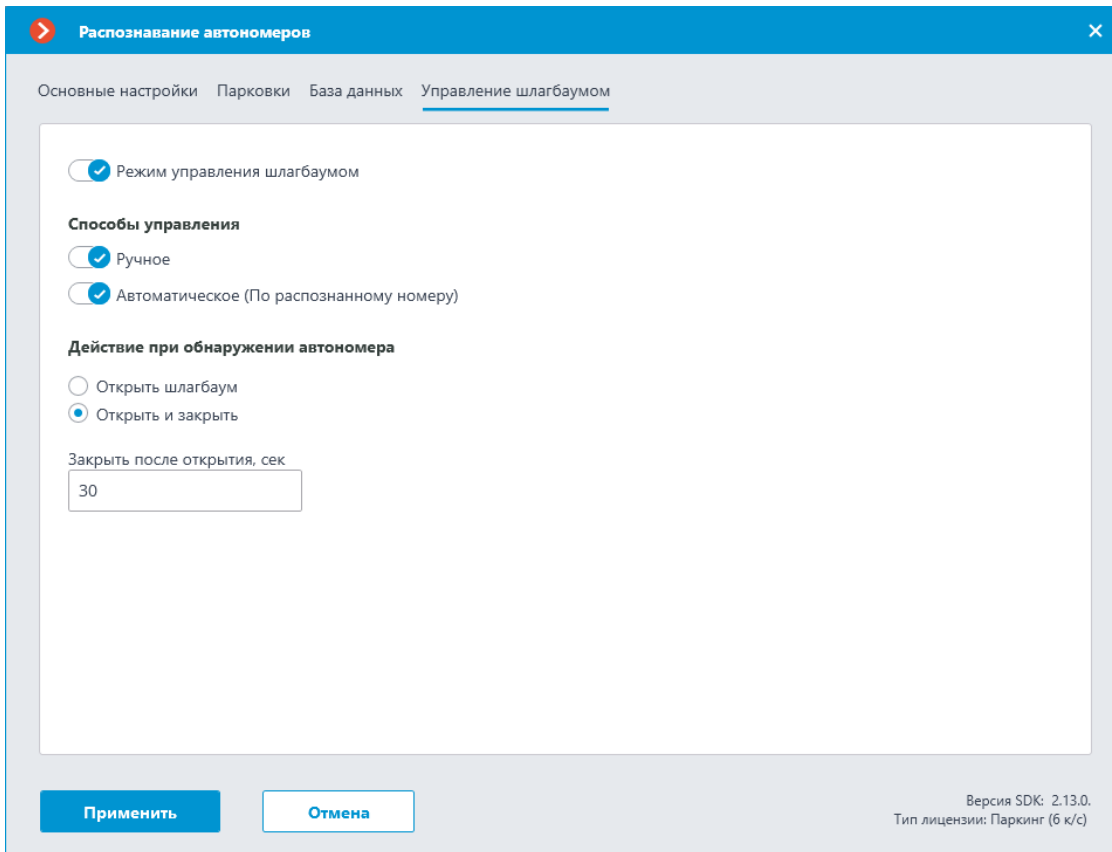 Распознавание автономеров
Основные настройки Парковки База данных Управление шлагбаумом
Режим управления шлагбаумом
Способы управления
Ручное
Автоматическое (По распознанному номеру)
Действие при обнаружении автономера
Открыть шлагбаум
Открыть и закрыть
Закрыть после открытия, сек
30
Применить Отмена
Версия SDK: 2.13.0.
Тип лицензии: Паркинг (6 к/с)